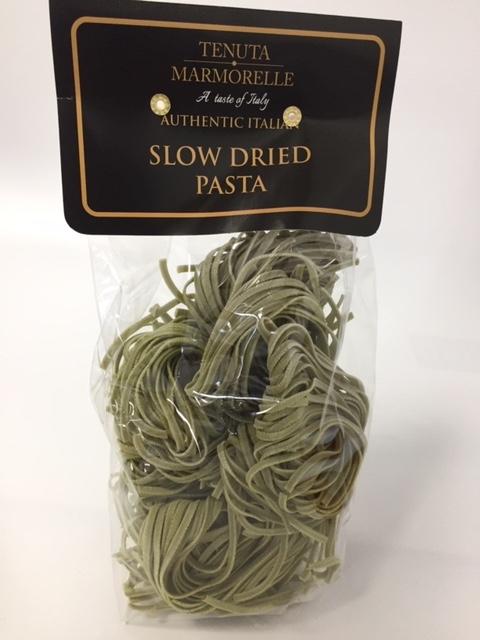 TENUTA
MARMORELLE
A taste of Italy
AUTHENTIC ITALIAN
SLOW DRIED
PASTA